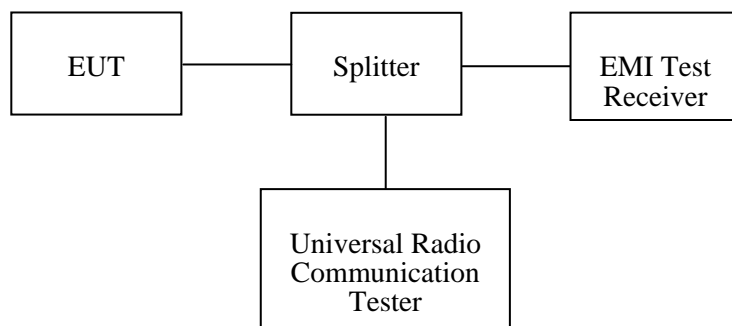 EUT
Splitter
EMI Test
Receiver
Universal Radio
Communication
Tester